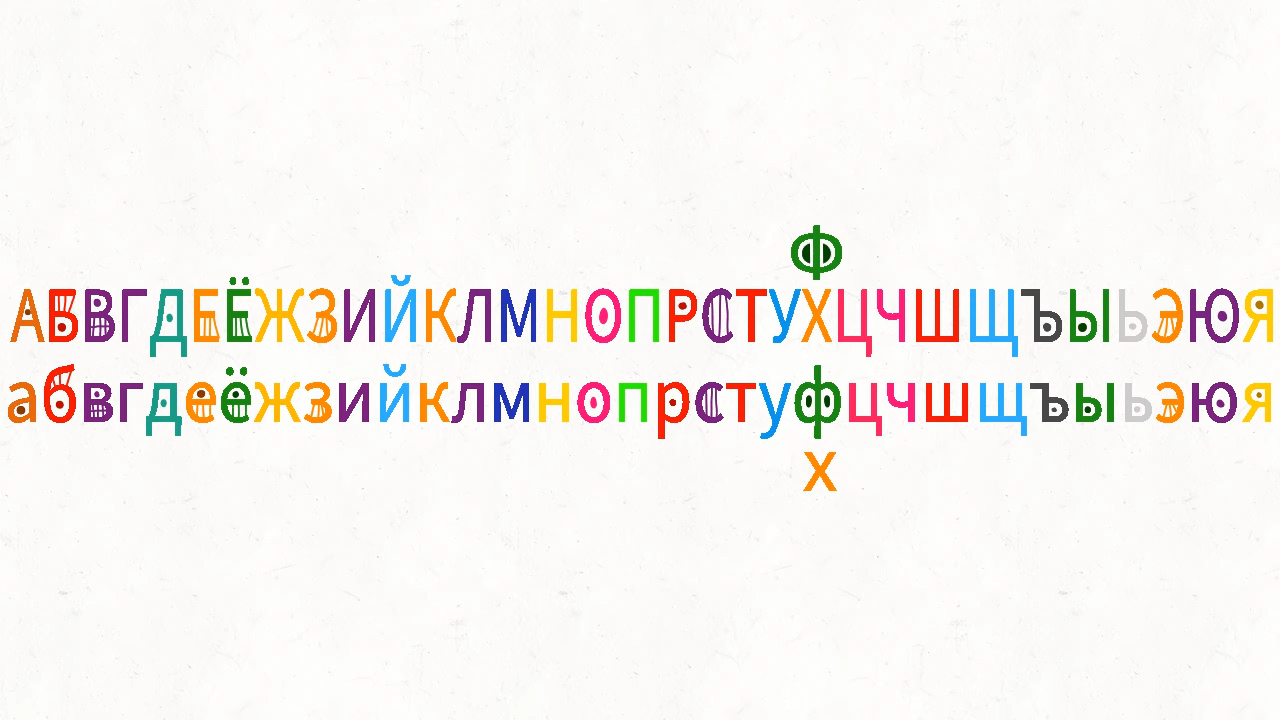 Ф
АБВГДЕЁЖЗИЙКЛМНОПРСТУХЦЧШЩЪЫЬЭЮЯ
абвгдеёжзийклмнопрстуфцчшщъыьэюя
х